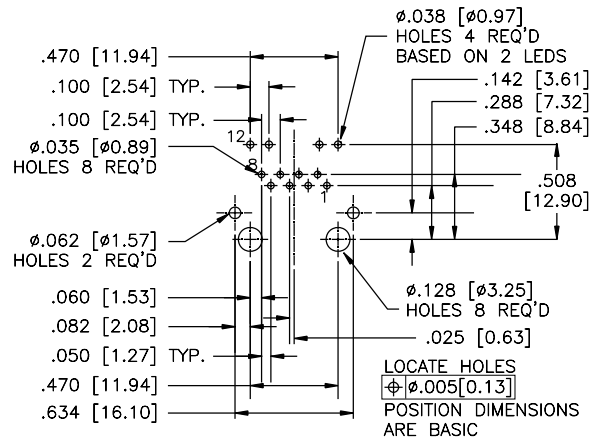 ø.038 [ø0.97]
HOLES 4 REQ'D
BASED ON 2 LEDS
.470 [11.94]
.142 [3.61]
.100 [2.54] TYP.
.288 [7.32]
.100 [2.54] TYP.
.348 [8.84]
12
ø.035 [ø0.89]
HOLES 8 REQ'D
8
.508
[12.90]
1
ø.062 [ø1.57]
HOLES 2 REQ'D
ø.128 [ø3.25]
HOLES 8 REQ'D
.060 [1.53]
.082 [2.08]
.025 [0.63]
.050 [1.27] TYP.
LOCATE HOLES
ø.005[0.13]
.470 [11.94]
POSITION DIMENSIONS
.634 [16.10]
ARE BASIC